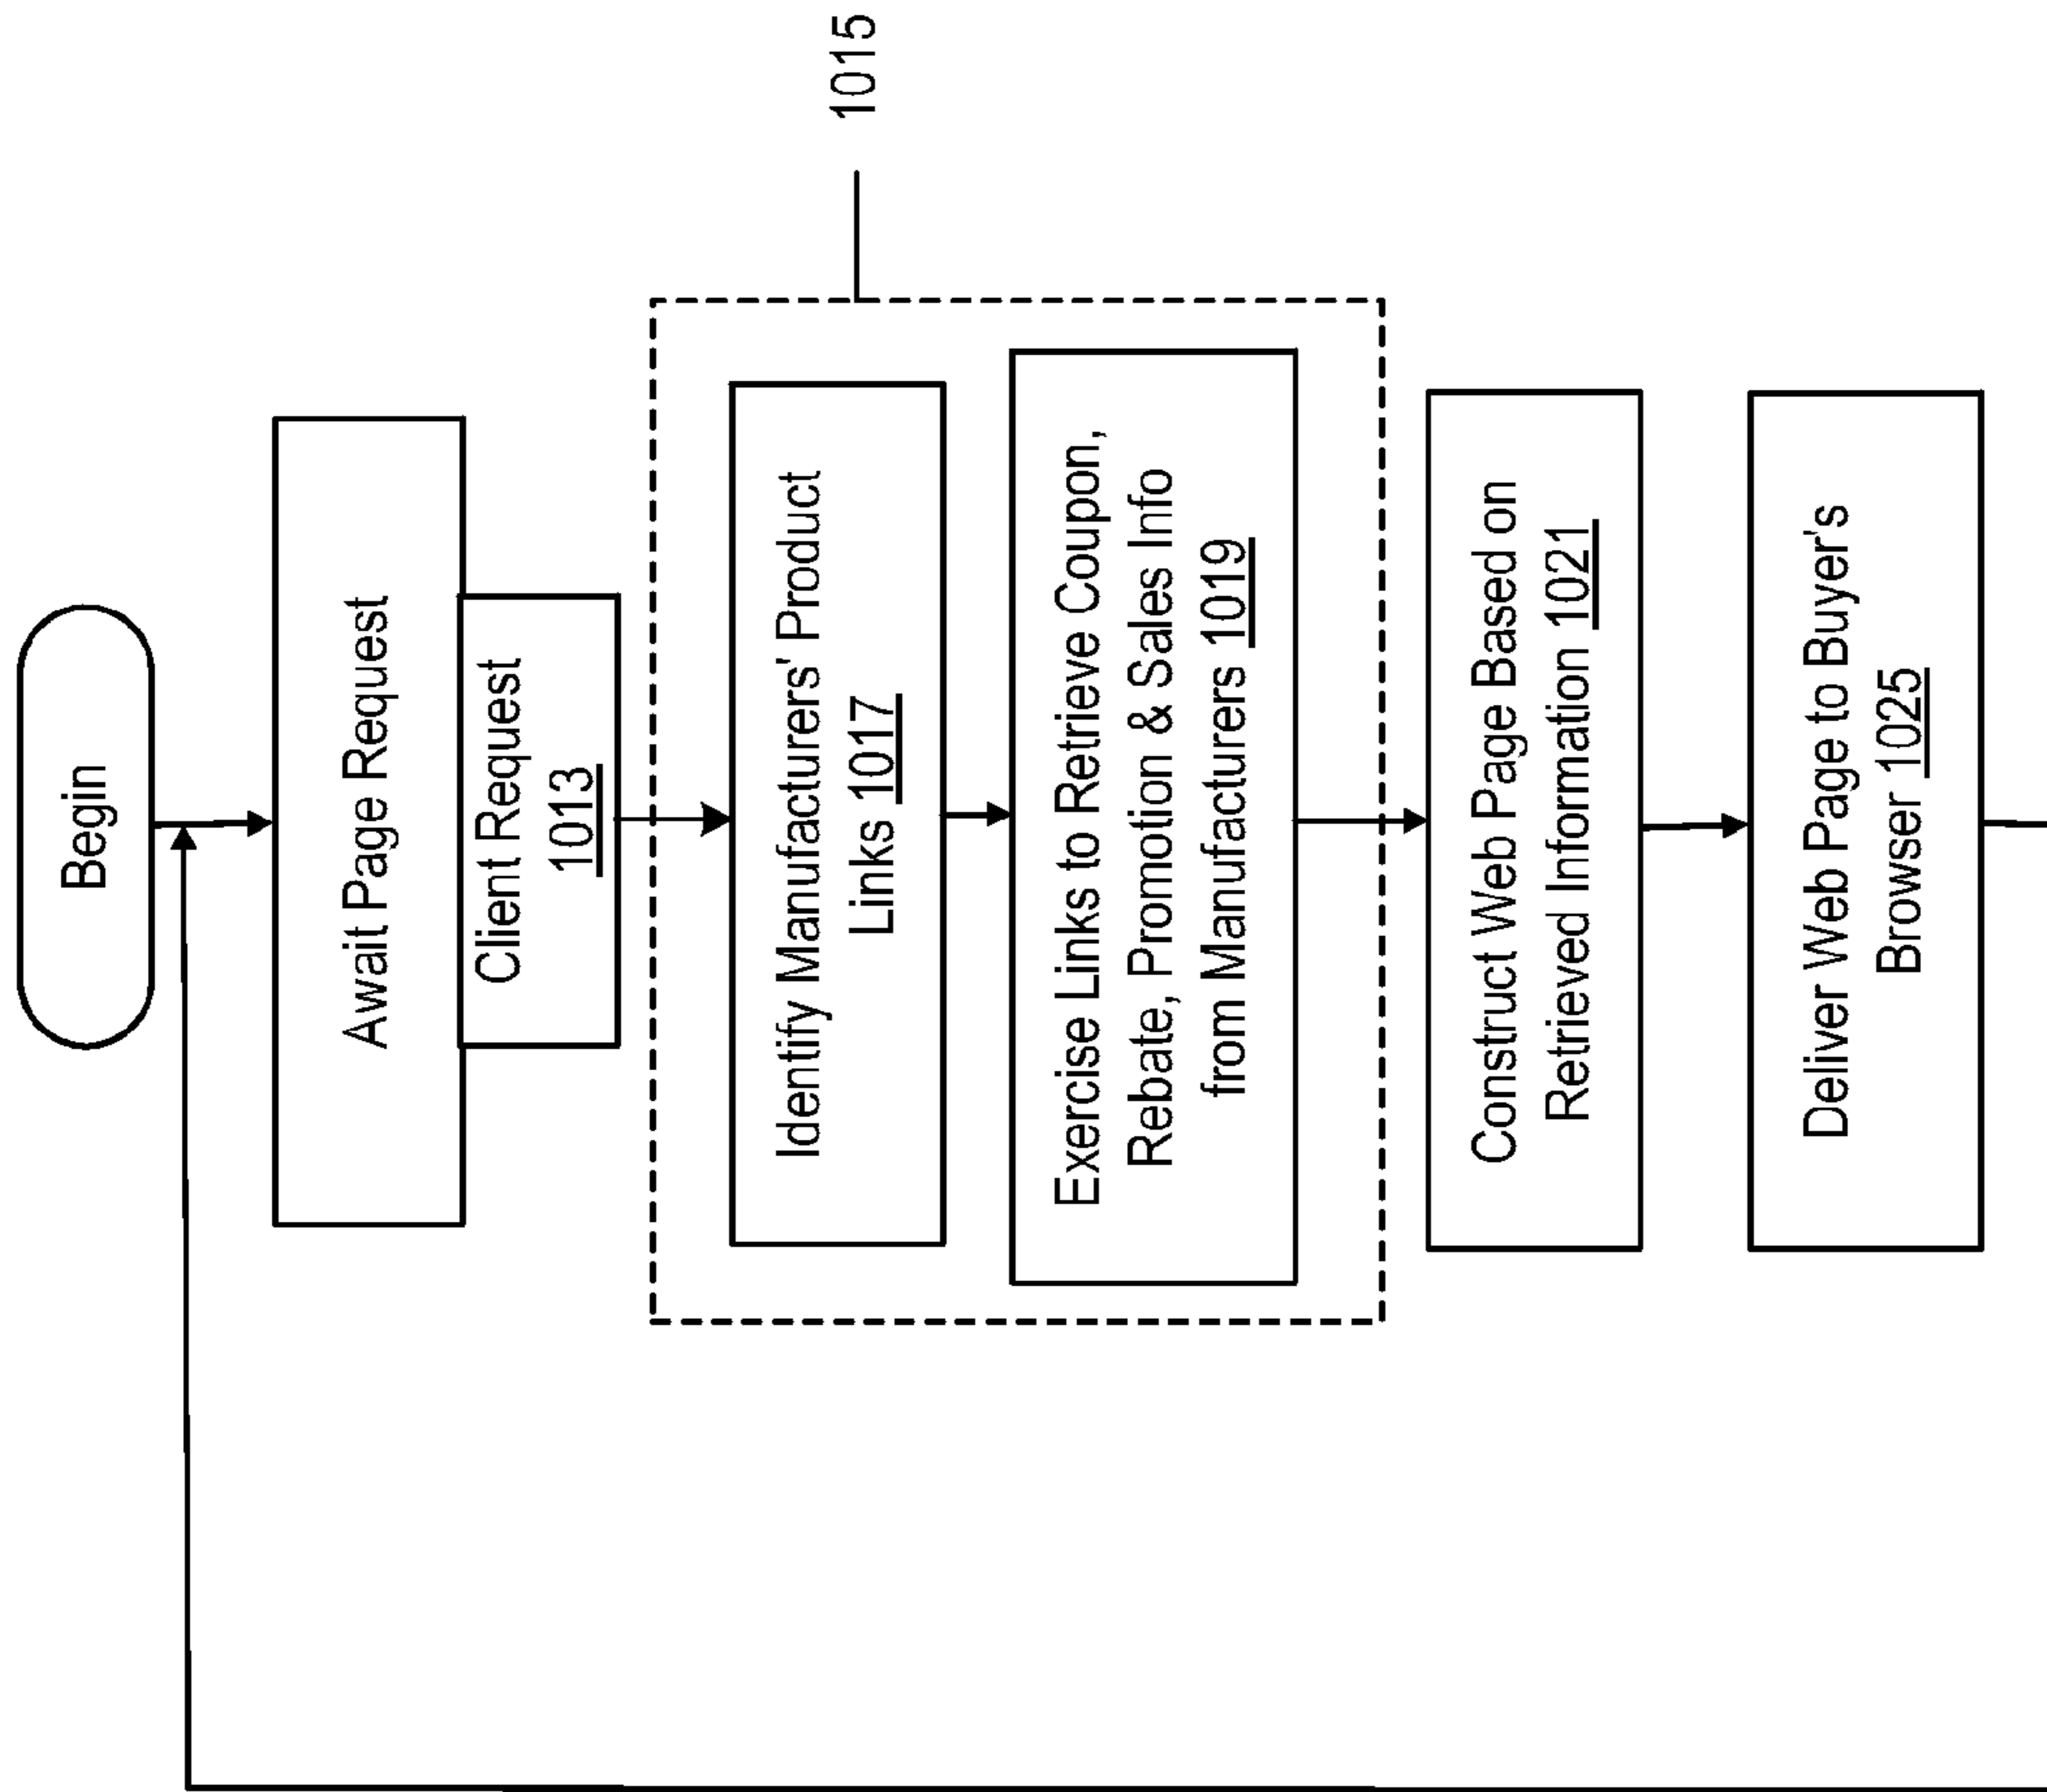 Begin
Await Page Request
Client Request
1013
1015
Identify Manufacturers' Product
Links 1017
Exercise Links to Retrieve Coupon,
Rebate, Promotion & Sales Info
from Manufacturers 1019
Construct Web Page Based on
Retrieved Information 1021
Deliver Web Page to Buyer's
Browser 1025